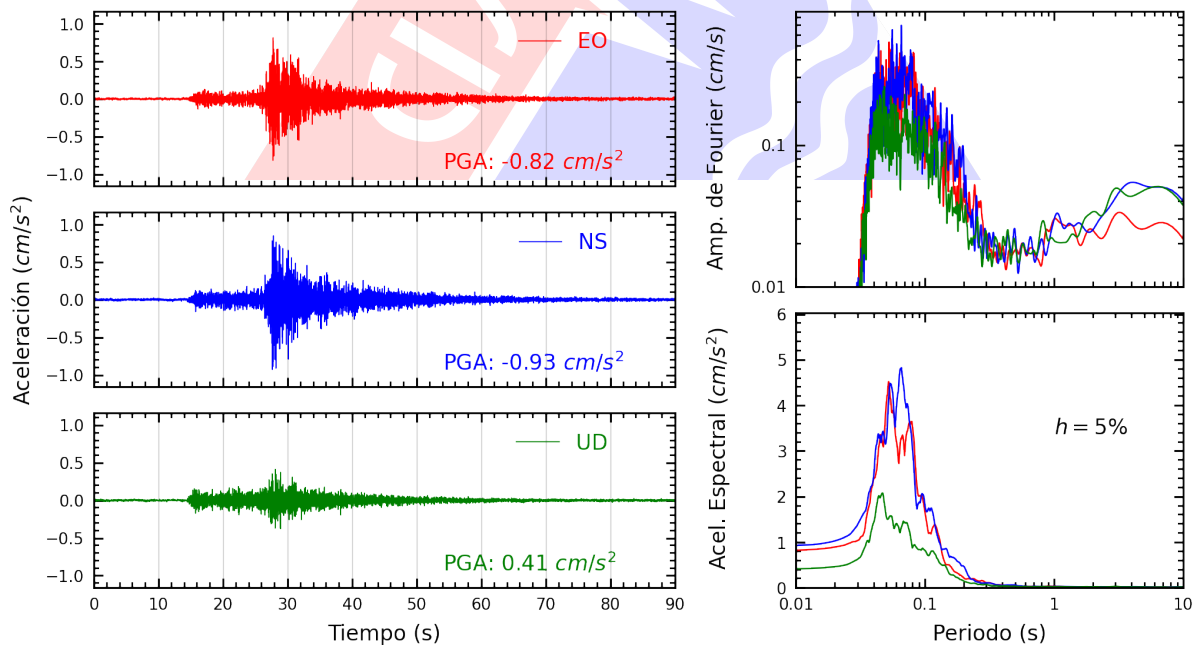 Aceleración (cm/s²)
1.0
0.5
0.0
−0.5
−1.0
EO
PGA: -0.82 cm/s²
1.0
0.5
0.0
−0.5
−1.0
NS
PGA: -0.93 cm/s²
1.0
0.5
0.0
−0.5
−1.0
UD
PGA: 0.41 cm/s²
0 10 20 30 40 50 60 70 80 90
Tiempo (s)
Amp. de Fourier (cm/s)
0.1
0.01
Acel. Espectral (cm/s²)
6
5
4
3
2
1
0
h = 5%
0.01 0.1 1 10
Periodo (s)